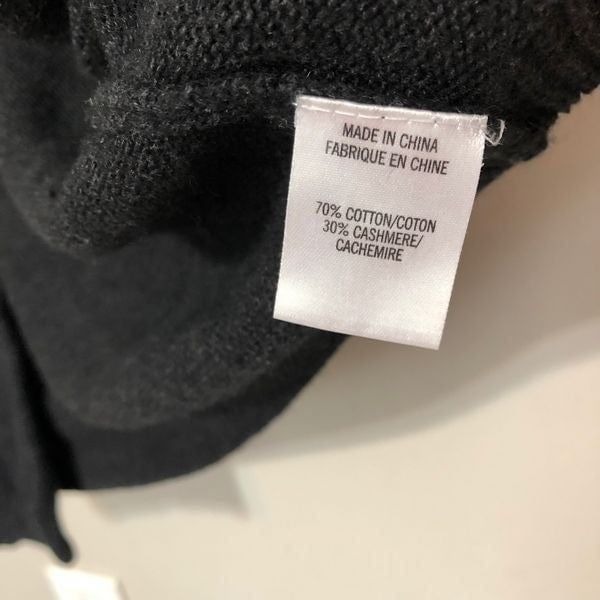 MADE IN CHINA
FABRIQUE EN CHINE
70% COTTON/COTON
30% CASHMERE/
CACHEMIRE